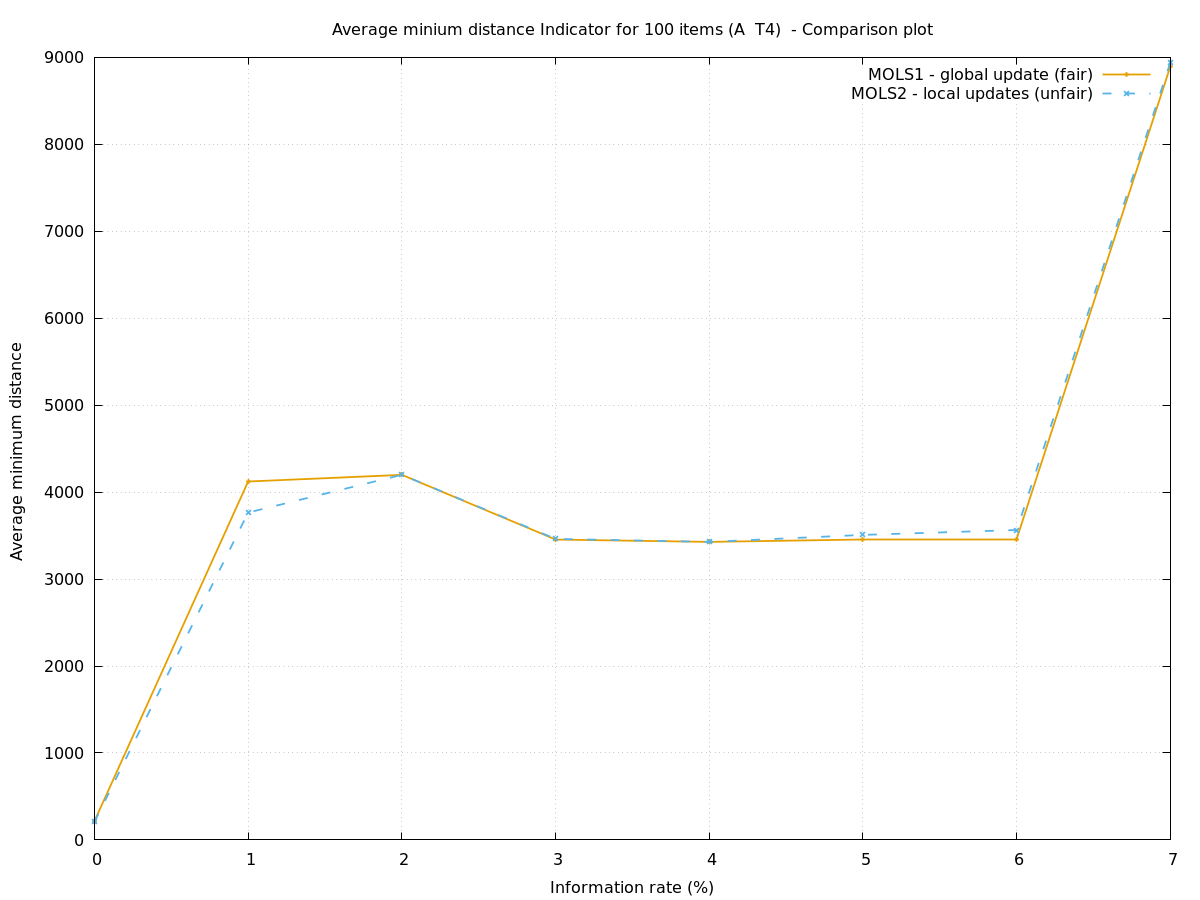 Average minium distance Indicator for 100 items (A  T4)  - Comparison plot
MOLS1 - global update (fair)
MOLS2 - local updates (unfair)
9000
8000
7000
6000
5000
4000
3000
2000
1000
0
Average minimum distance
0 1 2 3 4 5 6 7
Information rate (%)